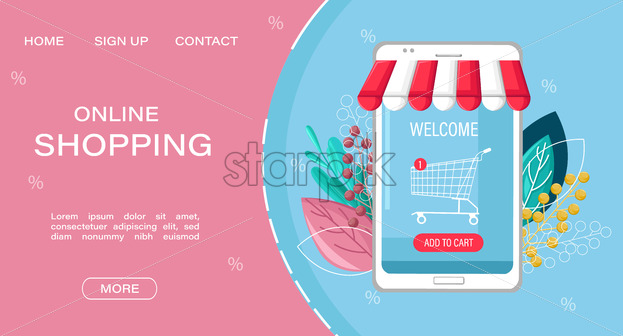 HOME SIGN UP CONTACT
ONLINE
SHOPPING
Lorem ipsum dolor sit amet,
consectetuer adipiscing elit, sed
diam nonummy nibh euismod
MORE
WELCOME
1
ADD TO CART
%
%
%
%
%
%
%
%
%
starpik